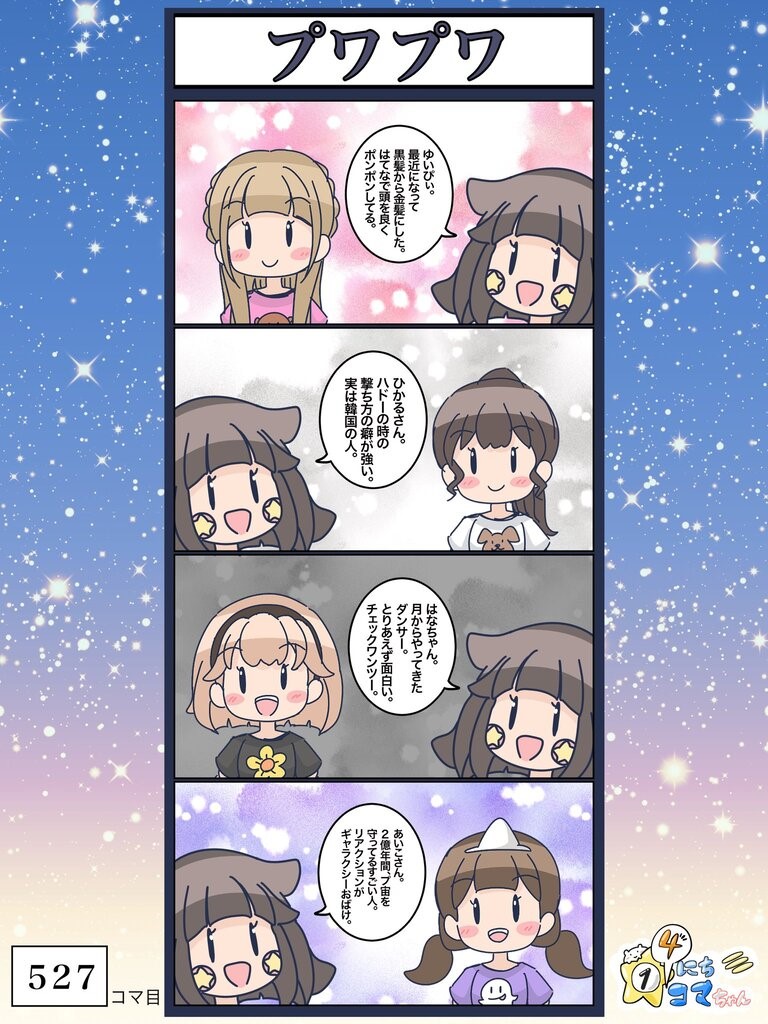 プワプワ
ゆいぴい。
最近になって
黒髪から金髪にした。
はてなで頭を良く
ポンポンしてる。
ひかるさん。
ハドーの時の
撃ち方の癖が強い。
実は韓国の人。
はなちゃん。
月からやってきた
ダンサー。
とりあえず面白い。
チェックワンツー。
あいこさん。
2億年間、プ宙を
守ってるすごい人。
リアクションが
ギャラクシーおばけ。
527
コマ目
1
4
にち
コマちゃん